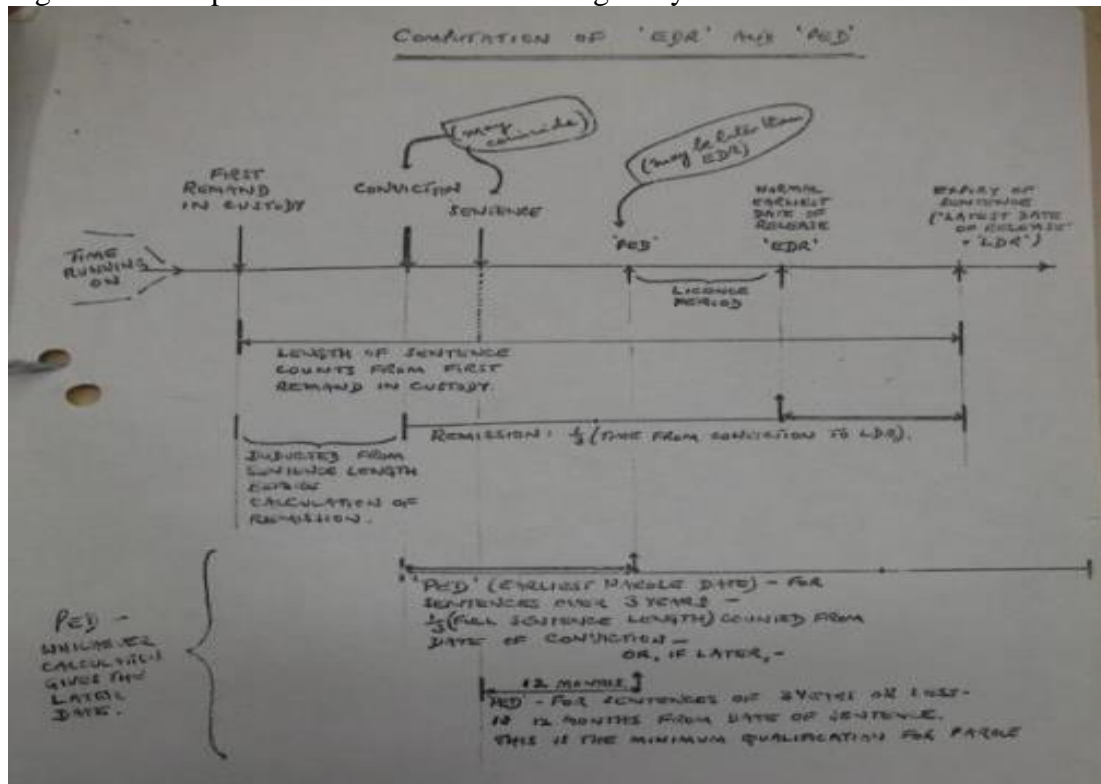 COMPUTATION OF 'EDR' AND 'PED'
(may coincide)
(may be later than EDR)
FIRST
REMAND
IN CUSTODY
CONVICTION
SENTENCE
'PED'
NORMAL
EARLIEST
DATE OF
RELEASE
'EDR'
EXPIRY OF
SENTENCE
('LATEST DATE
OF RELEASE'
'LDR')
TIME
RUNNING
ON
LICENCE
PERIOD
LENGTH OF SENTENCE
COUNTS FROM FIRST
REMAND IN CUSTODY.
REMISSION: 1/3 (TIME FROM CONVICTION TO LDR).
DEDUCTED FROM
SENTENCE LENGTH
BEFORE
CALCULATION OF
REMISSION.
PED -
WHICHEVER
CALCULATION
GIVES THE
LATER
DATE.
'PED' (EARLIEST PAROLE DATE) - FOR
SENTENCES OVER 3 YEARS -
1/3 (FULL SENTENCE LENGTH) COUNTED FROM
DATE OF CONVICTION -
OR, IF LATER, -
12 MONTHS
'PED' - FOR SENTENCES OF 3 YEARS OR LESS -
12 MONTHS FROM DATE OF SENTENCE.
THIS IS THE MINIMUM QUALIFICATION FOR PAROLE